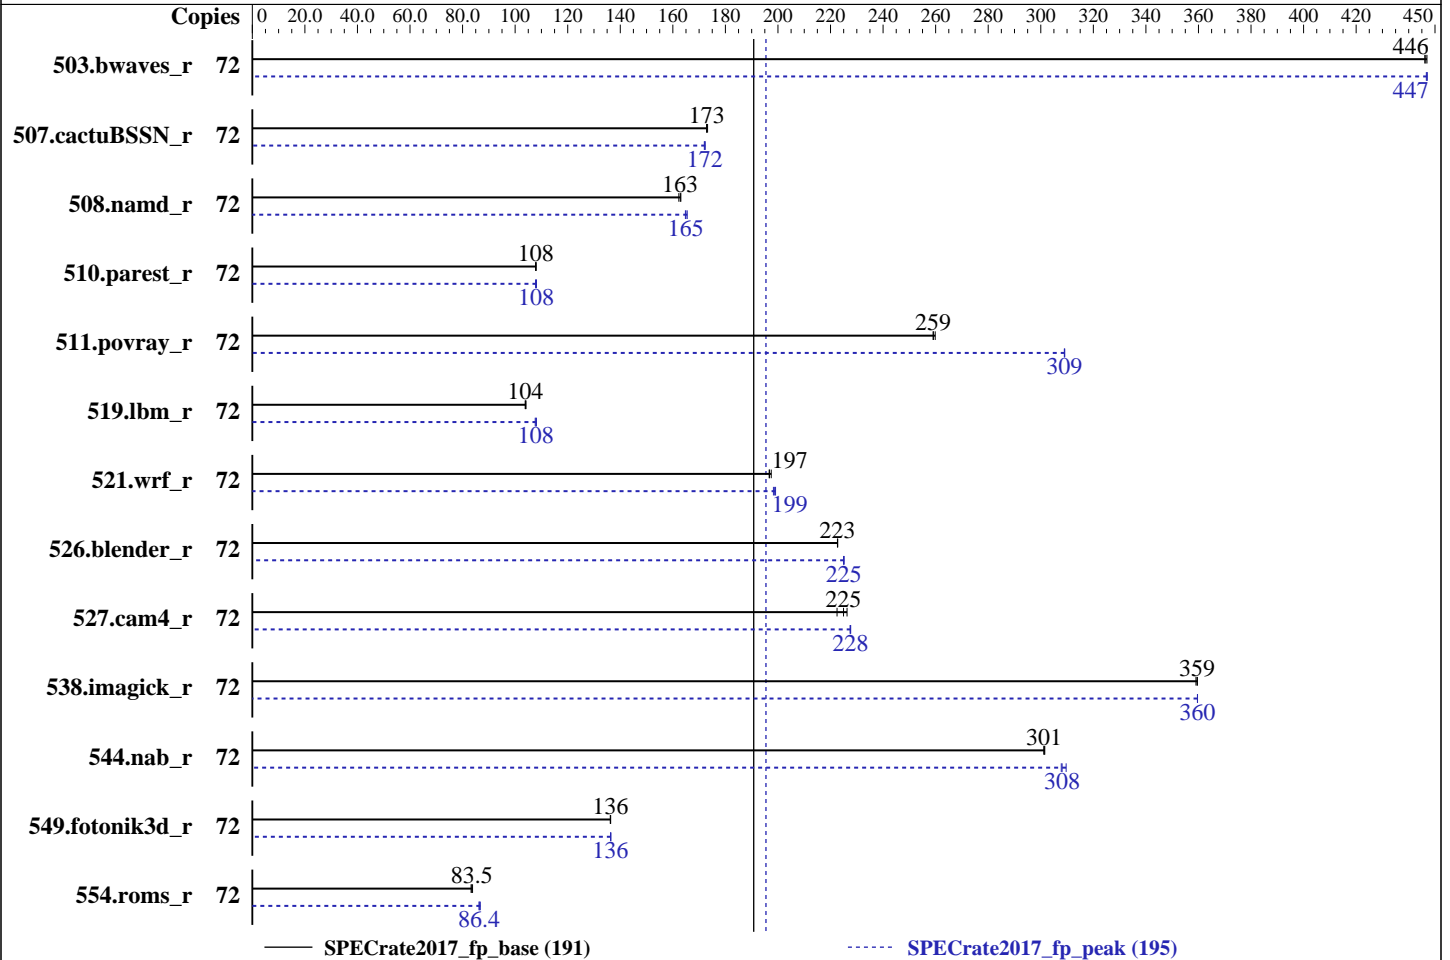 Copies 0 20.0 40.0 60.0 80.0 100 120 140 160 180 200 220 240 260 280 300 320 340 360 380 400 420 450
446
503.bwaves_r 72
447
173
507.cactuBSSN_r 72
172
163
508.namd_r 72
165
108
510.parest_r 72
108
259
511.povray_r 72
309
104
519.lbm_r 72
108
197
521.wrf_r 72
199
223
526.blender_r 72
225
225
527.cam4_r 72
228
359
538.imagick_r 72
360
301
544.nab_r 72
308
136
549.fotonik3d_r 72
136
83.5
554.roms_r 72
86.4
SPECrate2017_fp_base (191) SPECrate2017_fp_peak (195)